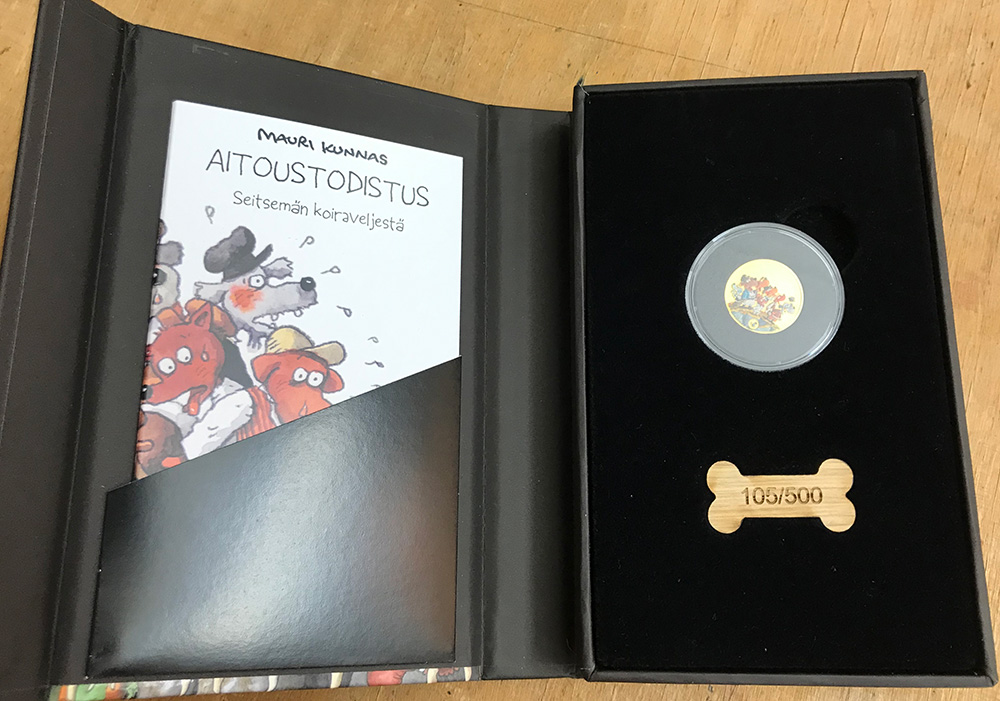 MAURI KUNNAS
AITOUSTODISTUS
Seitsemän koiraveljestä
105/500